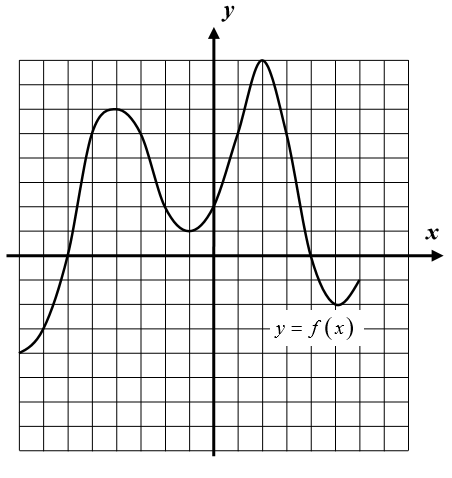 y
x
y = f(x)